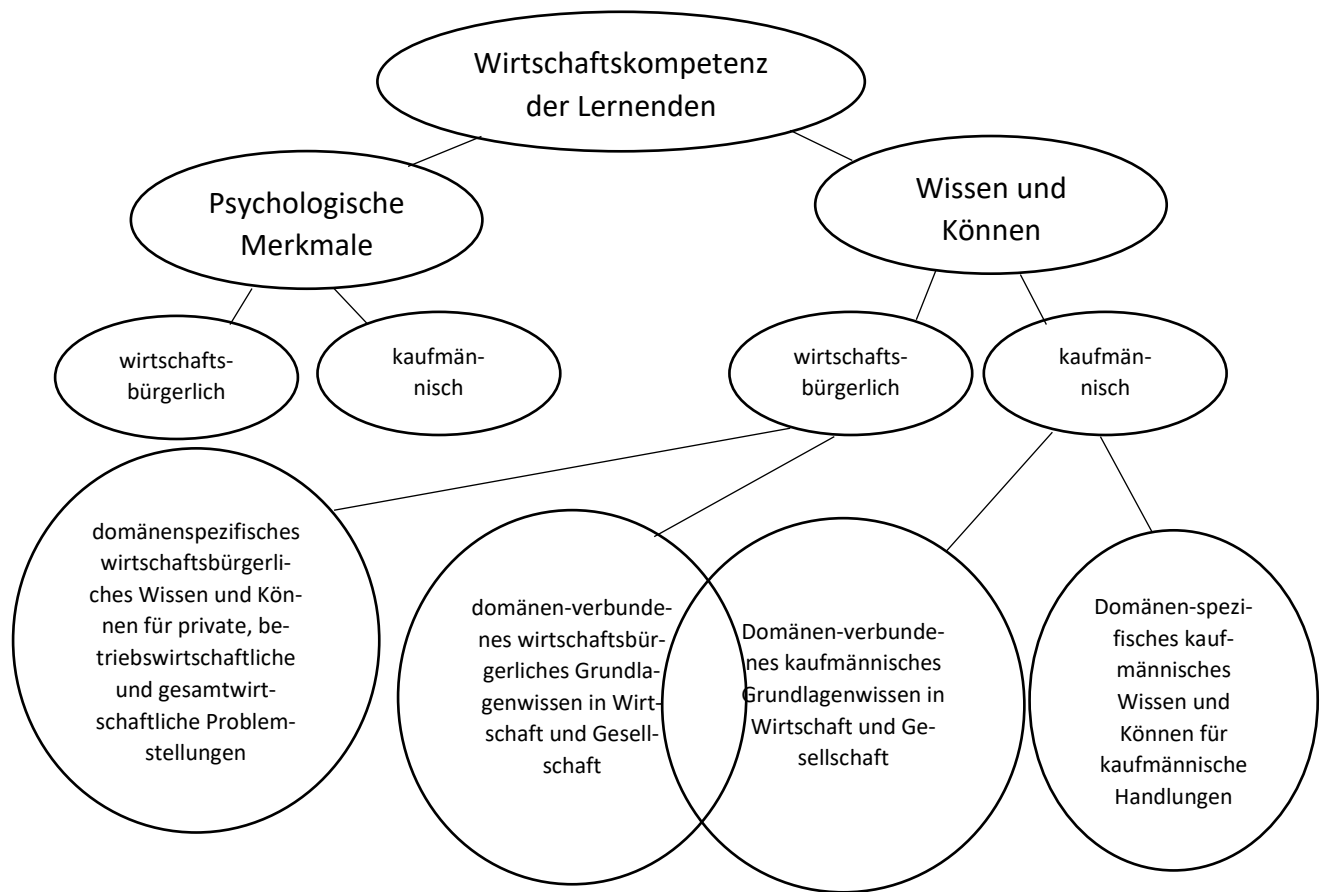 Wirtschaftskompetenz
der Lernenden
Psychologische
Merkmale
Wissen und
Können
wirtschafts-
bürgerlich
kaufmän-
nisch
wirtschafts-
bürgerlich
kaufmän-
nisch
domänenspezifisches
wirtschaftsbürgerli-
ches Wissen und Kön-
nen für private, be-
triebswirtschaftliche
und gesamtwirt-
schaftliche Problem-
stellungen
domänen-verbunde-
nes wirtschaftsbür-
gerliches Grundla-
genwissen in Wirt-
schaft und Gesell-
schaft
Domänen-verbunde-
nes kaufmännisches
Grundlagenwissen in
Wirtschaft und Ge-
sellschaft
Domänen-spezi-
fisches kauf-
männisches
Wissen und
Können für
kaufmännische
Handlungen